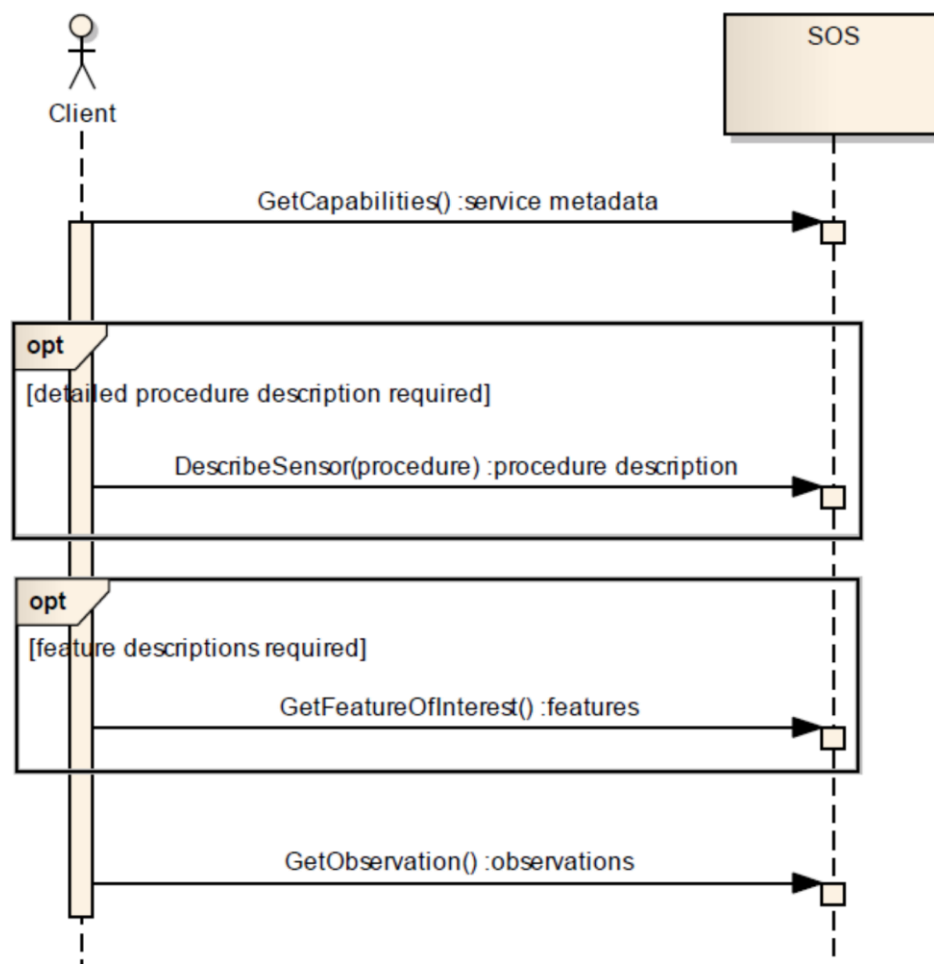 SOS
Client
GetCapabilities() :service metadata
opt
[detailed procedure description required]
DescribeSensor(procedure) :procedure description
opt
[feature descriptions required]
GetFeatureOfInterest() :features
GetObservation() :observations